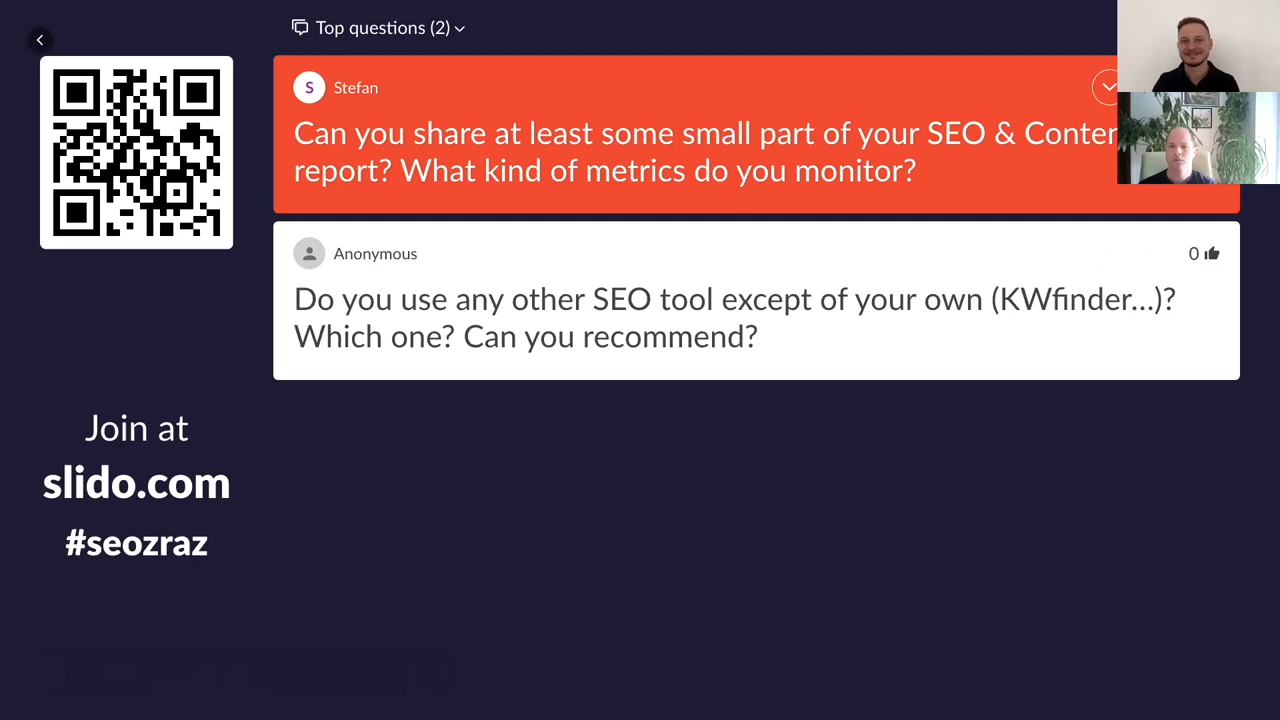 Top questions (2)
S Stefan
Can you share at least some small part of your SEO &
report? What kind of metrics do you monitor?
Anonymous
0
Do you use any other SEO tool except of your own (KWfinder...)?
Which one? Can you recommend?
Join at
slido.com
#seozraz